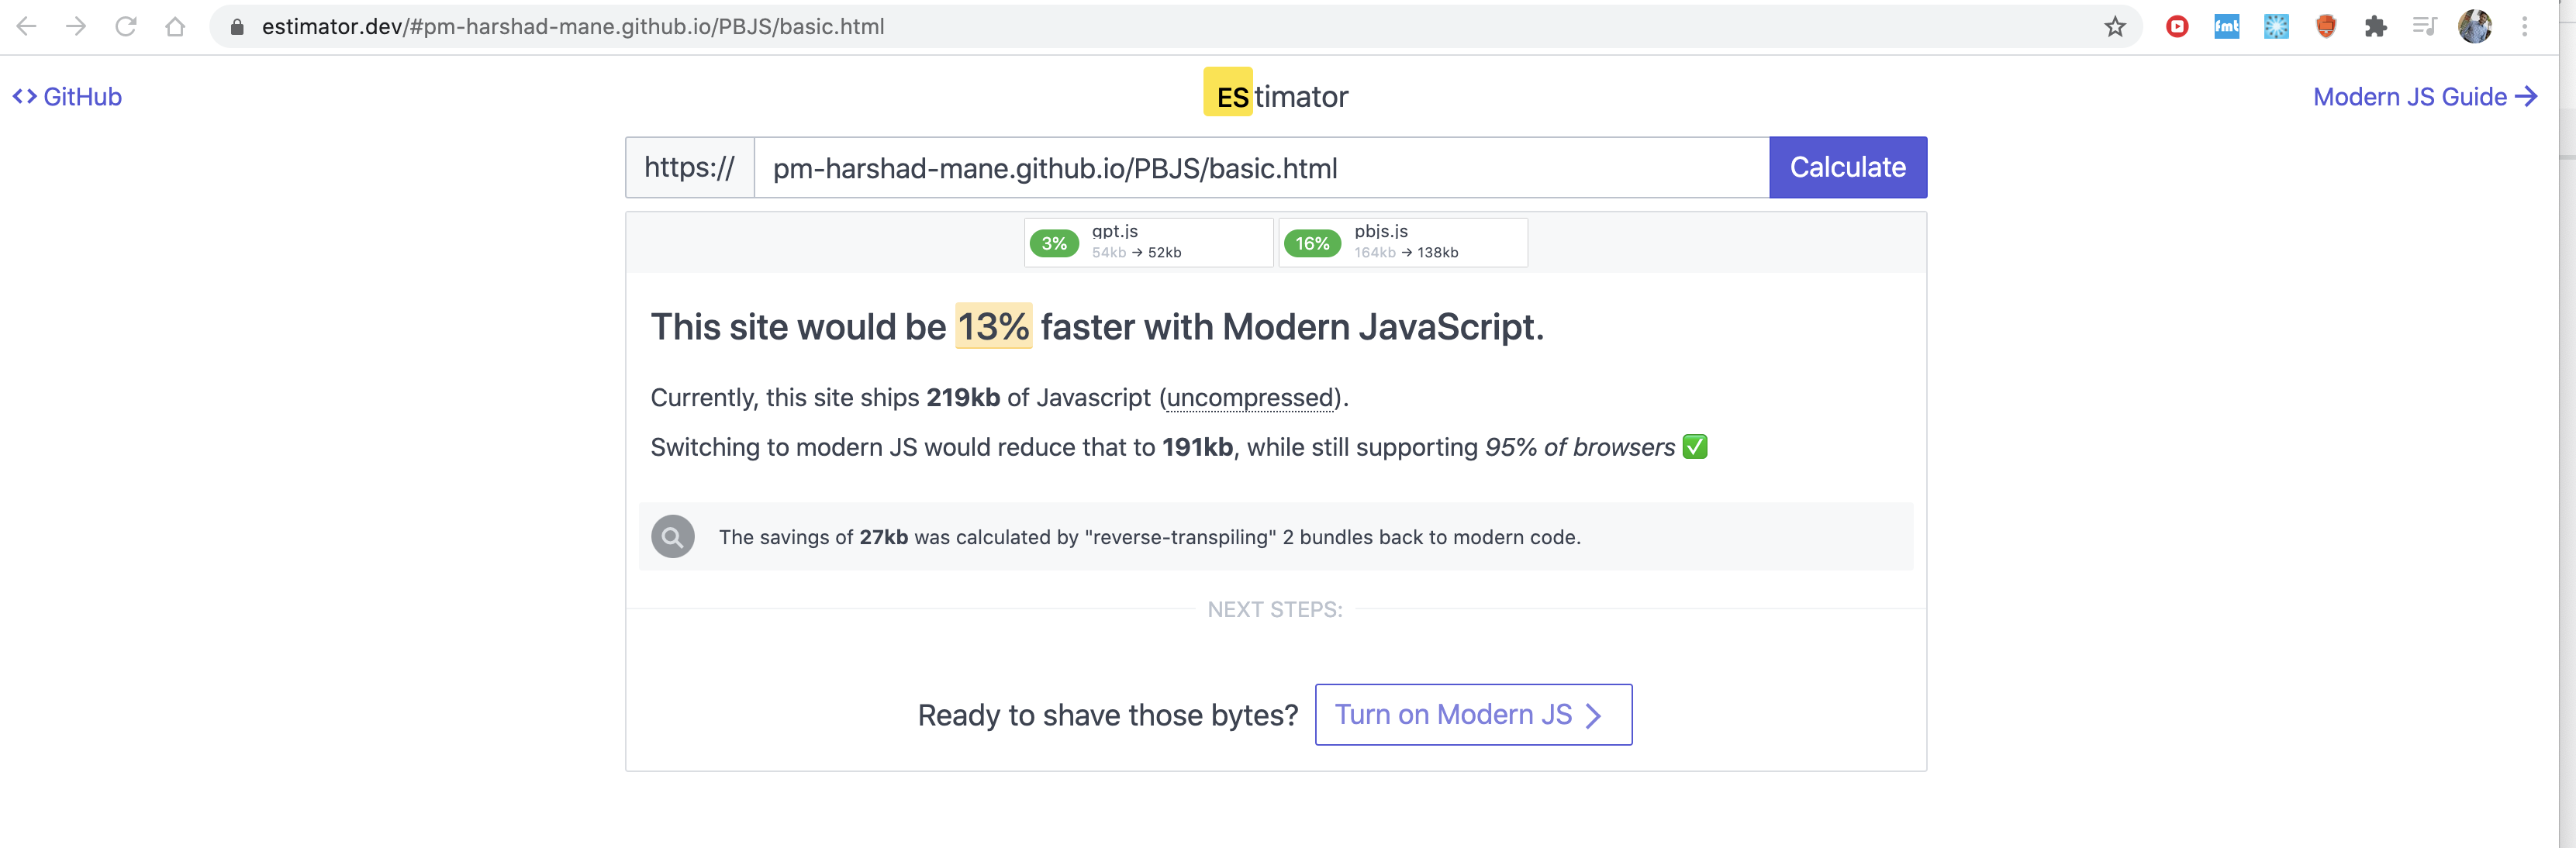 estimator.dev/#pm-harshad-mane.github.io/PBJS/basic.html
fmt
GitHub
EStimator
Modern JS Guide →
https://
pm-harshad-mane.github.io/PBJS/basic.html
Calculate
3%
gpt.js
54kb → 52kb
16%
pbjs.js
164kb → 138kb
This site would be 13% faster with Modern JavaScript.
Currently, this site ships 219kb of Javascript (uncompressed).
Switching to modern JS would reduce that to 191kb, while still supporting 95% of browsers ✅
The savings of 27kb was calculated by "reverse-transpiling" 2 bundles back to modern code.
NEXT STEPS:
Ready to shave those bytes?
Turn on Modern JS